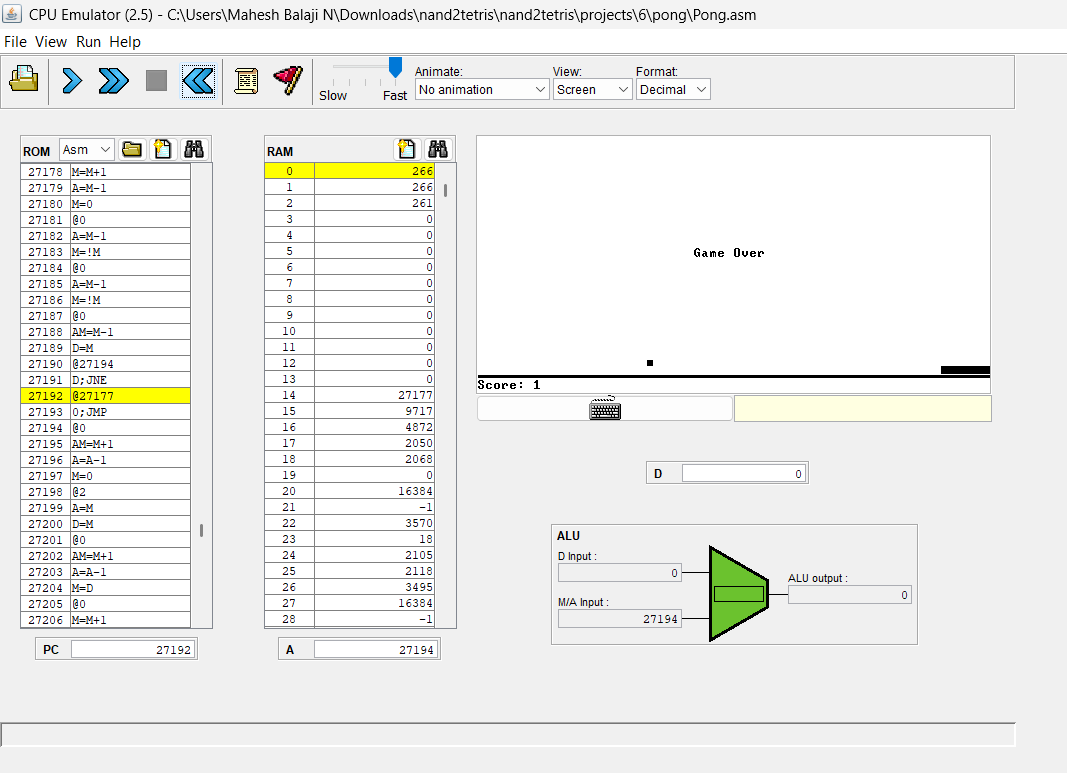 CPU Emulator (2.5) - C:\Users\Mahesh Balaji N\Downloads\nand2tetris\nand2tetris\projects\6\pong\Pong.asm
File View Run Help
Slow
Fast
Animate:
No animation
View:
Screen
Format:
Decimal
ROM Asm
27178 M=M+1
27179 A=M-1
27180 M=0
27181 @0
27182 A=M-1
27183 M=!M
27184 @0
27185 A=M-1
27186 M=!M
27187 @0
27188 AM=M-1
27189 D=M
27190 @27194
27191 D;JNE
27192 @27177
27193 0;JMP
27194 @0
27195 AM=M+1
27196 A=A-1
27197 M=0
27198 @2
27199 A=M
27200 D=M
27201 @0
27202 AM=M+1
27203 A=A-1
27204 M=D
27205 @0
27206 M=M+1
PC 27192
RAM
0 266
1 266
2 261
3 0
4 0
5 0
6 0
7 0
8 0
9 0
10 0
11 0
12 0
13 0
14 27177
15 9717
16 4872
17 2050
18 2068
19 0
20 16384
21 -1
22 3570
23 18
24 2105
25 2118
26 3495
27 16384
28 -1
A 27194
Game Over
Score: 1
D 0
ALU
D Input :
0
M/A Input :
27194
ALU output :
0